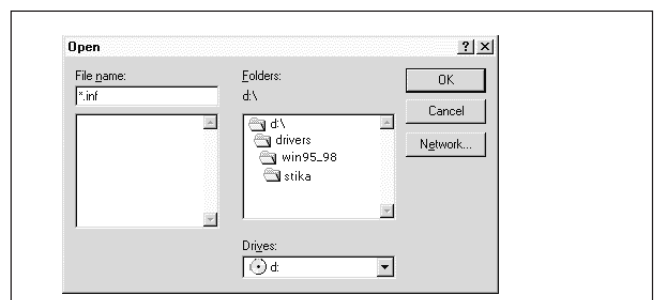 Open
File name:
*.inf
Folders:
d:\
d:\
drivers
win95_98
stika
Drives:
d:
OK
Cancel
Network...